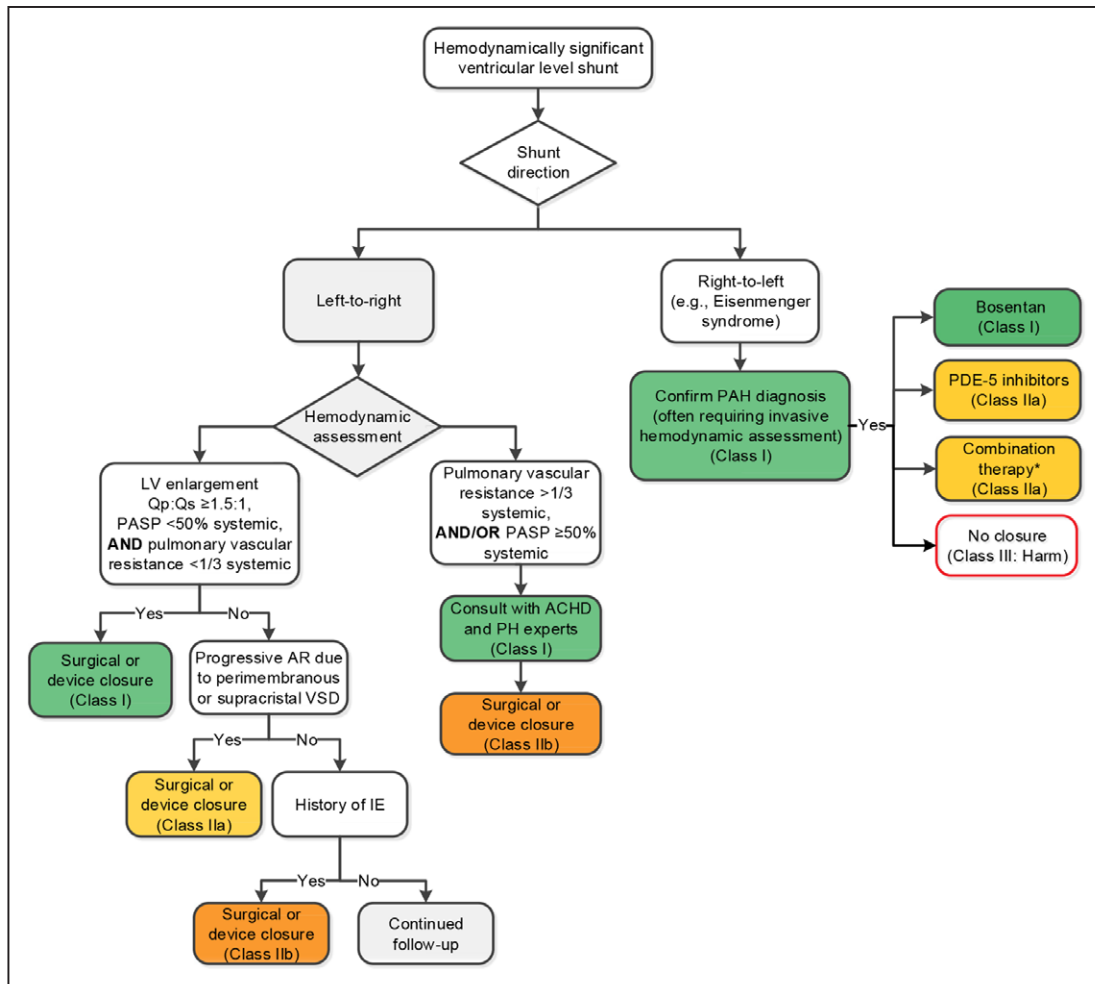 Hemodynamically significant
ventricular level shunt
Shunt
direction
Left-to-right
Right-to-left
(e.g., Eisenmenger
syndrome)
Bosentan
(Class I)
PDE-5 inhibitors
(Class IIa)
Combination
therapy*
(Class IIa)
No closure
(Class III: Harm)
Confirm PAH diagnosis
(often requiring invasive
hemodynamic assessment)
(Class I)
Yes
Hemodynamic
assessment
LV enlargement
Qp:Qs ≥1.5:1,
PASP <50% systemic,
AND pulmonary vascular
resistance <1/3 systemic
Pulmonary vascular
resistance >1/3
systemic,
AND/OR PASP ≥50%
systemic
Yes
No
Consult with ACHD
and PH experts
(Class I)
Surgical or
device closure
(Class I)
Progressive AR due
to perimembranous
or supracristal VSD
Surgical or
device closure
(Class IIb)
Yes
No
Surgical or
device closure
(Class IIa)
History of IE
Yes
No
Surgical or
device closure
(Class IIb)
Continued
follow-up